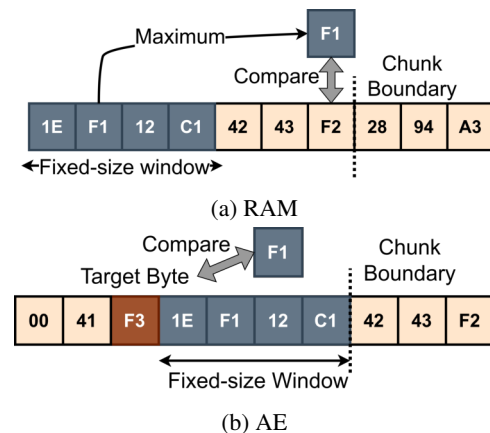 F1
Maximum
Compare
Chunk
Boundary
1E F1 12 C1 42 43 F2 28 94 A3
Fixed-size window
(a) RAM
Compare
F1
Target Byte
Chunk
Boundary
00 41 F3 1E F1 12 C1 42 43 F2
Fixed-size Window
(b) AE